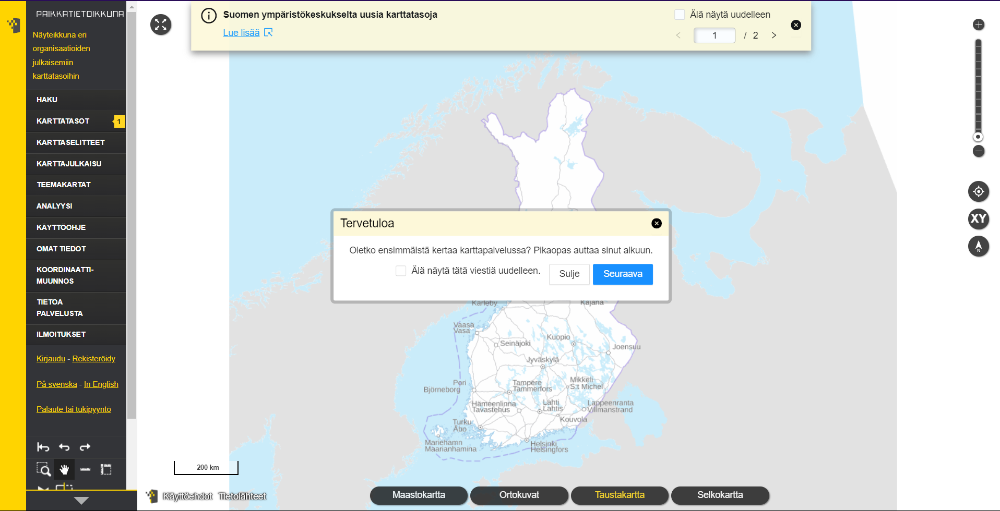 PAIKKATIETOIKKUNA
Näyteikkuna eri
organisaatioiden
julkaisemiin
karttatasoihin
HAKU
KARTTATASOT
1
KARTTASELITTEET
KARTTAJULKAISU
TEEMAKARTAT
ANALYYSI
KÄYTTÖOHJE
OMAT TIEDOT
KOORDINAATTI-
MUUNNOS
TIETOA
PALVELUSTA
ILMOITUKSET
Kirjaudu - Rekisteröidy
På svenska - In English
Palaute tai tukipyyntö
Suomen ympäristökeskukselta uusia karttatasoja
Lue lisää
Älä näytä uudelleen
1 / 2
XY
N
Tervetuloa
Oletko ensimmäistä kertaa karttapalvelussa? Pikaopas auttaa sinut alkuun.
Älä näytä tätä viestiä uudelleen.
Sulje
Seuraava
Karleby
Kajana
Vaasa
Vasa
Seinäjoki
Kuopio
Joensuu
Jyväskylä
Pori
Björneborg
Tampere
Tammerfors
Mikkeli
S:t Michel
Hämeenlinna
Tavastehus
Lahti
Lahtis
Lappeenranta
Villmanstrand
Kouvola
Turku
Åbo
Mariehamn
Maarianhamina
Helsinki
Helsingfors
200 km
Käyttöehdot Tietolähteet
Maastokartta
Ortokuvat
Taustakartta
Selkokartta